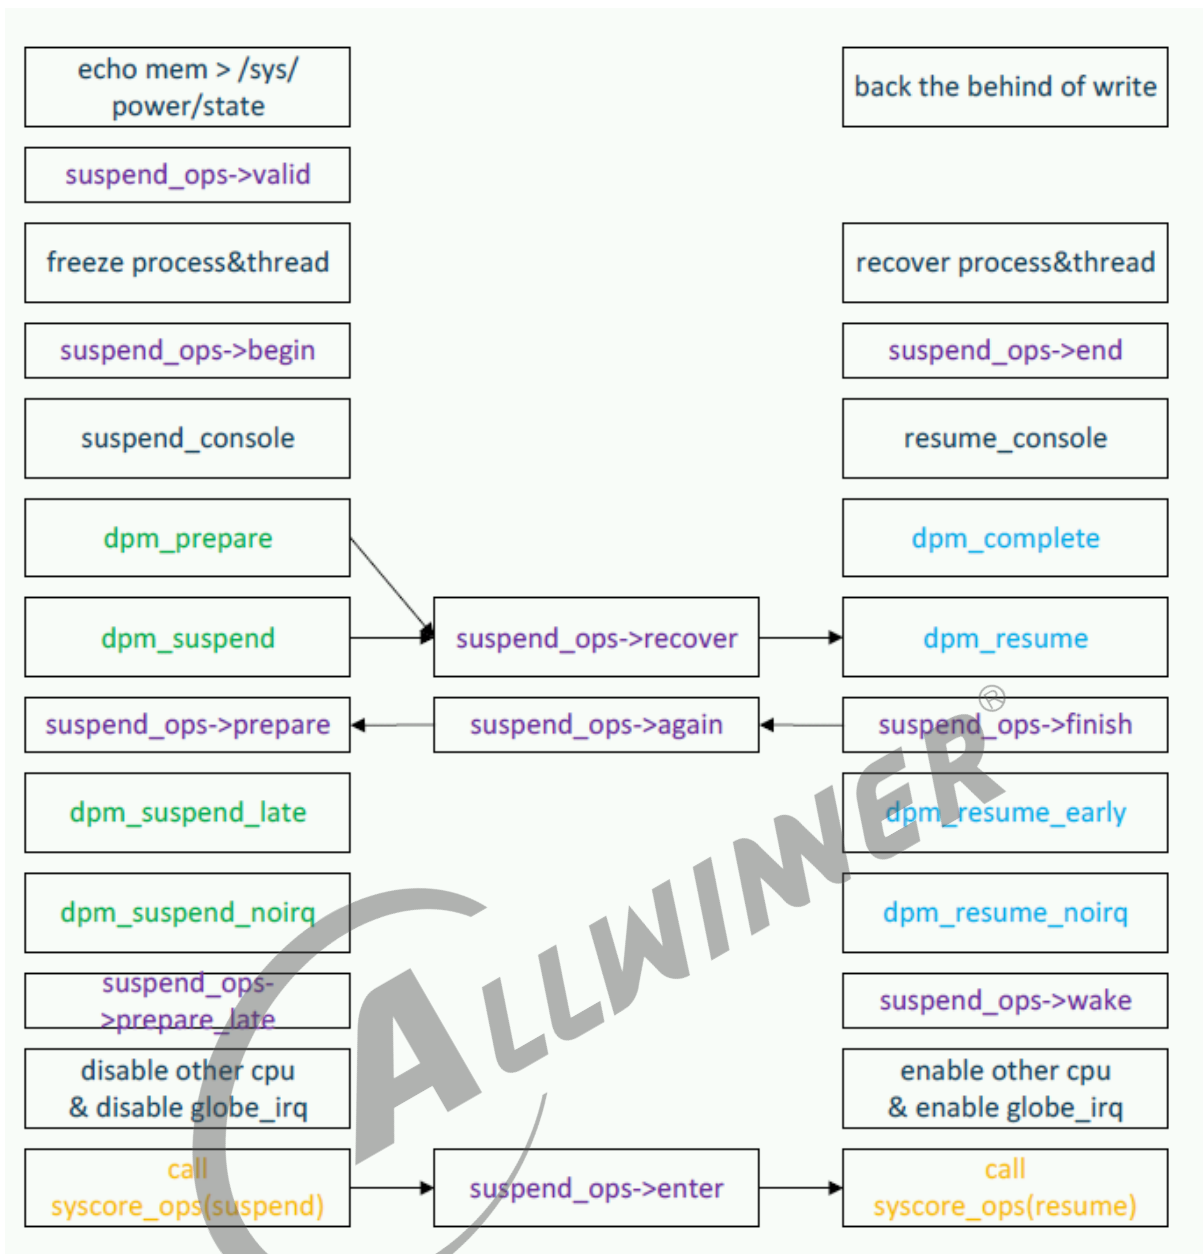 echo mem > /sys/
power/state
back the behind of write
suspend_ops->valid
freeze process&thread
recover process&thread
suspend_ops->begin
suspend_ops->end
suspend_console
resume_console
dpm_prepare
dpm_complete
dpm_suspend
suspend_ops->recover
dpm_resume
suspend_ops->prepare
suspend_ops->again
suspend_ops->finish
dpm_suspend_late
dpm_resume_early
dpm_suspend_noirq
dpm_resume_noirq
suspend_ops-
>prepare_late
suspend_ops->wake
disable other cpu
& disable globe_irq
enable other cpu
& enable globe_irq
call
syscore_ops(suspend)
suspend_ops->enter
call
syscore_ops(resume)
ALLWINNER®